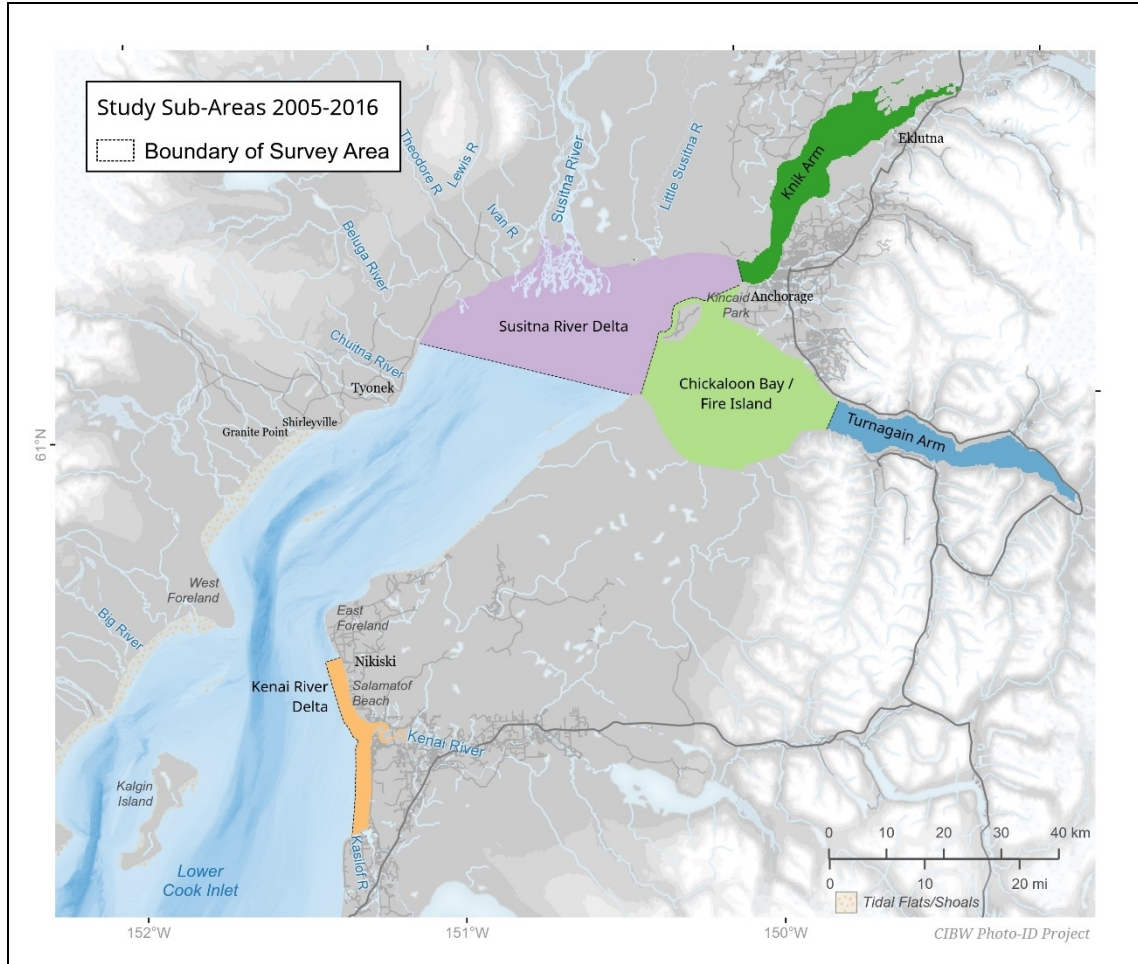 Study Sub-Areas 2005-2016
Boundary of Survey Area
Theodore R
Lewis R
Ivan R
Susitna River
Little Susitna R
Beluga River
Chuitna River
Tyonek
Shirleyville
Granite Point
Knik Arm
Eklutna
Kincaid
Park
Anchorage
Susitna River Delta
Chickaloon Bay /
Fire Island
Turnagain Arm
61°N
West
Foreland
Big River
East
Foreland
Nikiski
Salamatof
Beach
Kenai River
Delta
Kenai River
Kalgin
Island
Kasilof R
Lower
Cook Inlet
0 10 20 30 40 km
0 10 20 mi
Tidal Flats/Shoals
152°W
151°W
150°W
CIBW Photo-ID Project